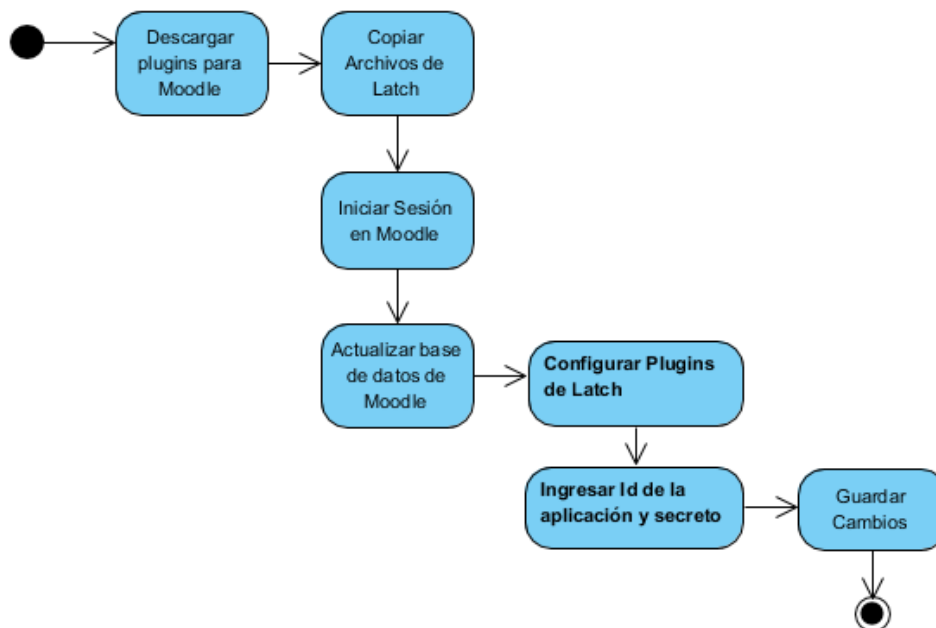 Descargar
plugins para
Moodle
Copiar
Archivos de
Latch
Iniciar Sesión
en Moodle
Actualizar base
de datos de
Moodle
Configurar Plugins
de Latch
Ingresar Id de la
aplicación y secreto
Guardar
Cambios